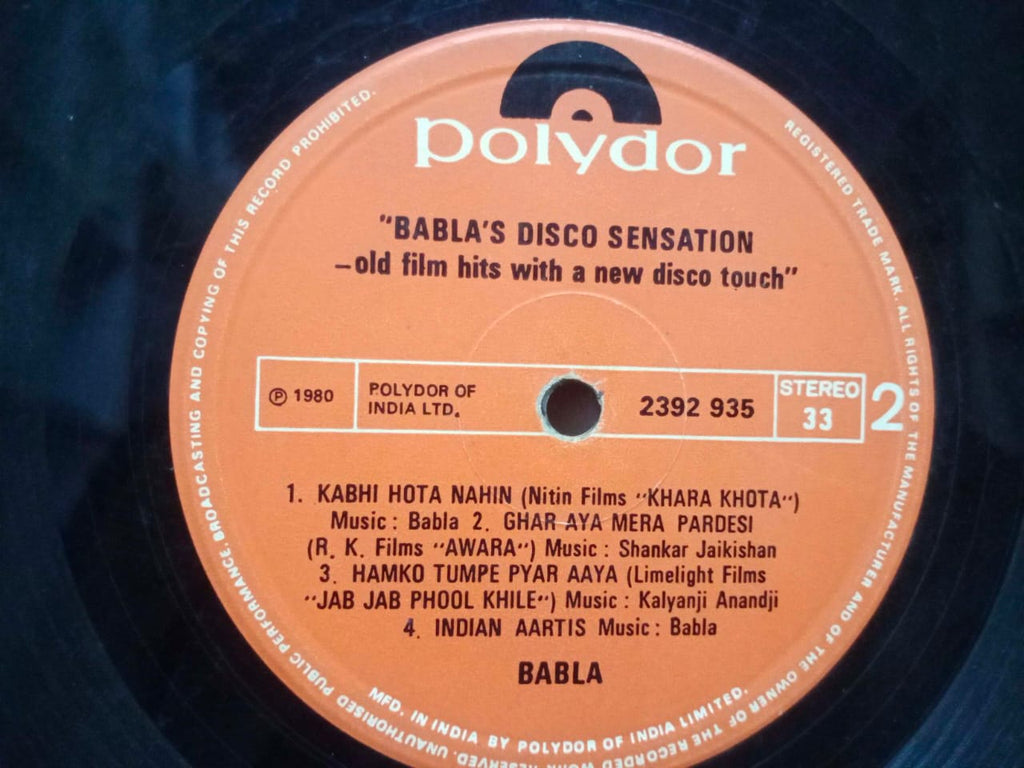 polydor
"BABLA'S DISCO SENSATION
—old film hits with a new disco touch"
℗ 1980
POLYDOR OF
INDIA LTD.
2392 935
STEREO
33
2
1. KABHI HOTA NAHIN (Nitin Films "KHARA KHOTA")
Music: Babla 2. GHAR AYA MERA PARDESI
(R. K. Films "AWARA") Music: Shankar Jaikishan
3. HAMKO TUMPE PYAR AAYA (Limelight Films
"JAB JAB PHOOL KHILE") Music: Kalyanji Anandji
4. INDIAN AARTIS Music: Babla
BABLA
REGISTERED TRADE MARK. ALL RIGHTS OF THE MANUFACTURER AND OF THE OWNER OF THE RECORDED WORK RESERVED. UNAUTHORISED PUBLIC PERFORMANCE, BROADCASTING AND COPYING OF THIS RECORD PROHIBITED.
MFD. IN INDIA BY POLYDOR OF INDIA LIMITED.